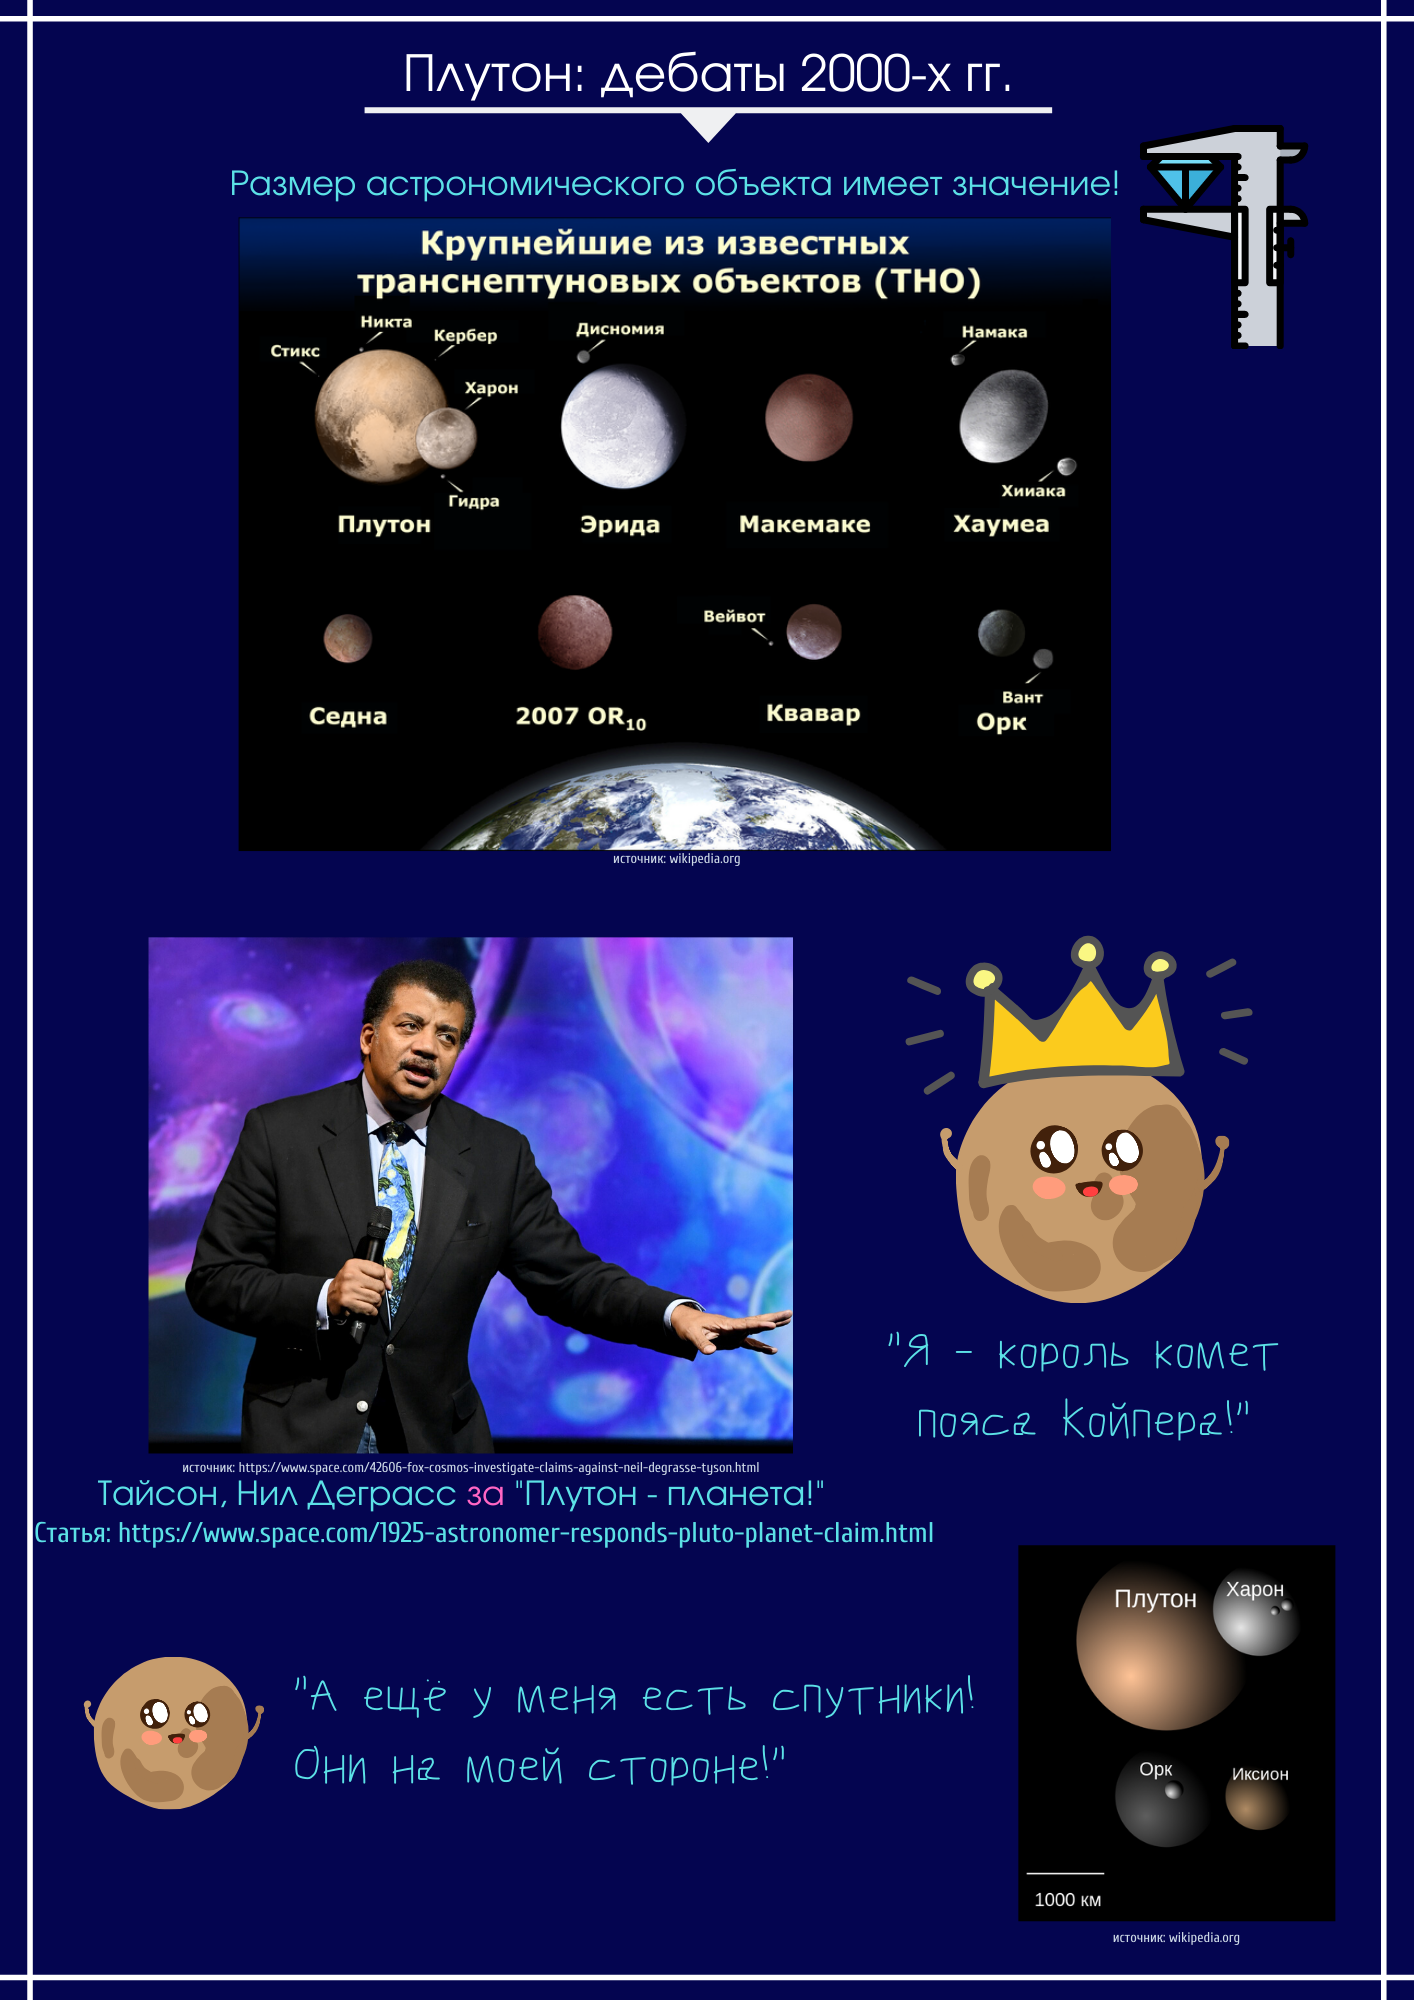 Плутон: дебаты 2000-х гг.
Размер астрономического объекта имеет значение!
Крупнейшие из известных
транснептуновых объектов (ТНО)
Никта
Кербер
Стикс
Харон
Гидра
Плутон
Дисномия
Эрида
Макемаке
Намака
Хииака
Хаумеа
Седна
2007 OR10
Вейвот
Квавар
Вант
Орк
источник: wikipedia.org
источник: https://www.space.com/42606-fox-cosmos-investigate-claims-against-neil-degrasse-tyson.html
Тайсон, Нил Деграсс за "Плутон - планета!"
Статья: https://www.space.com/1925-astronomer-responds-pluto-planet-claim.html
"Я - король комет
пояса Койпера!"
"А ещё у меня есть спутники!
Они на моей стороне!"
Плутон
Харон
Орк
Иксион
1000 км
источник: wikipedia.org